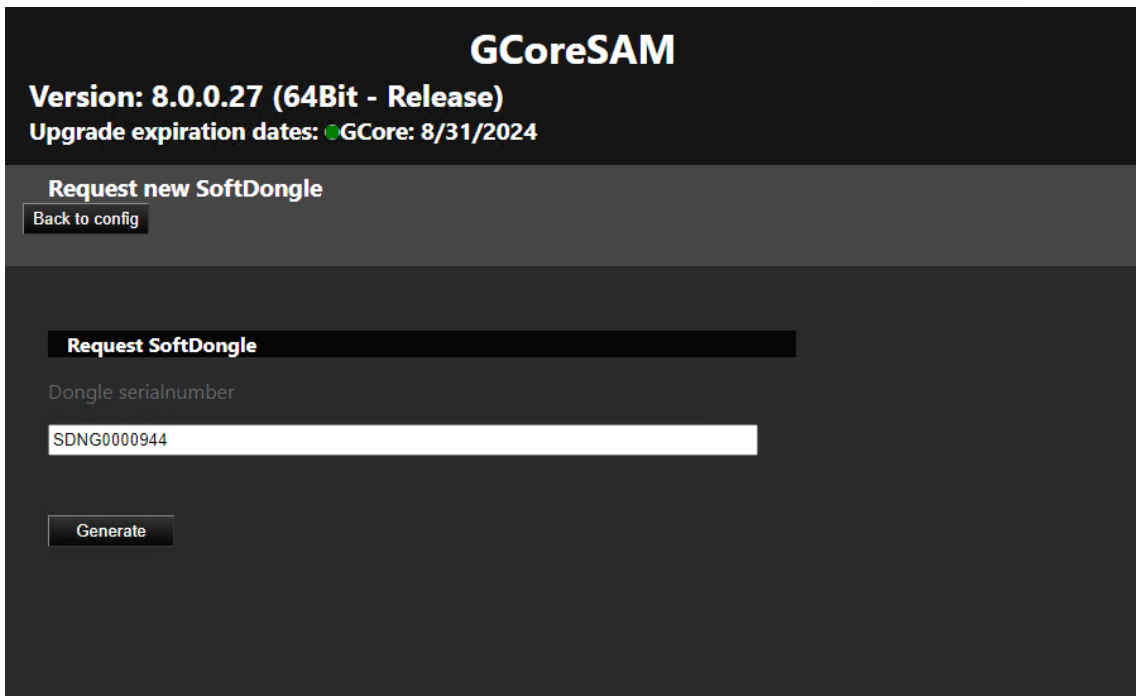 GCoreSAM
Version: 8.0.0.27 (64Bit - Release)
Upgrade expiration dates: GCore: 8/31/2024
Request new SoftDongle
Back to config
Request SoftDongle
Dongle serialnumber
SDNG0000944
Generate